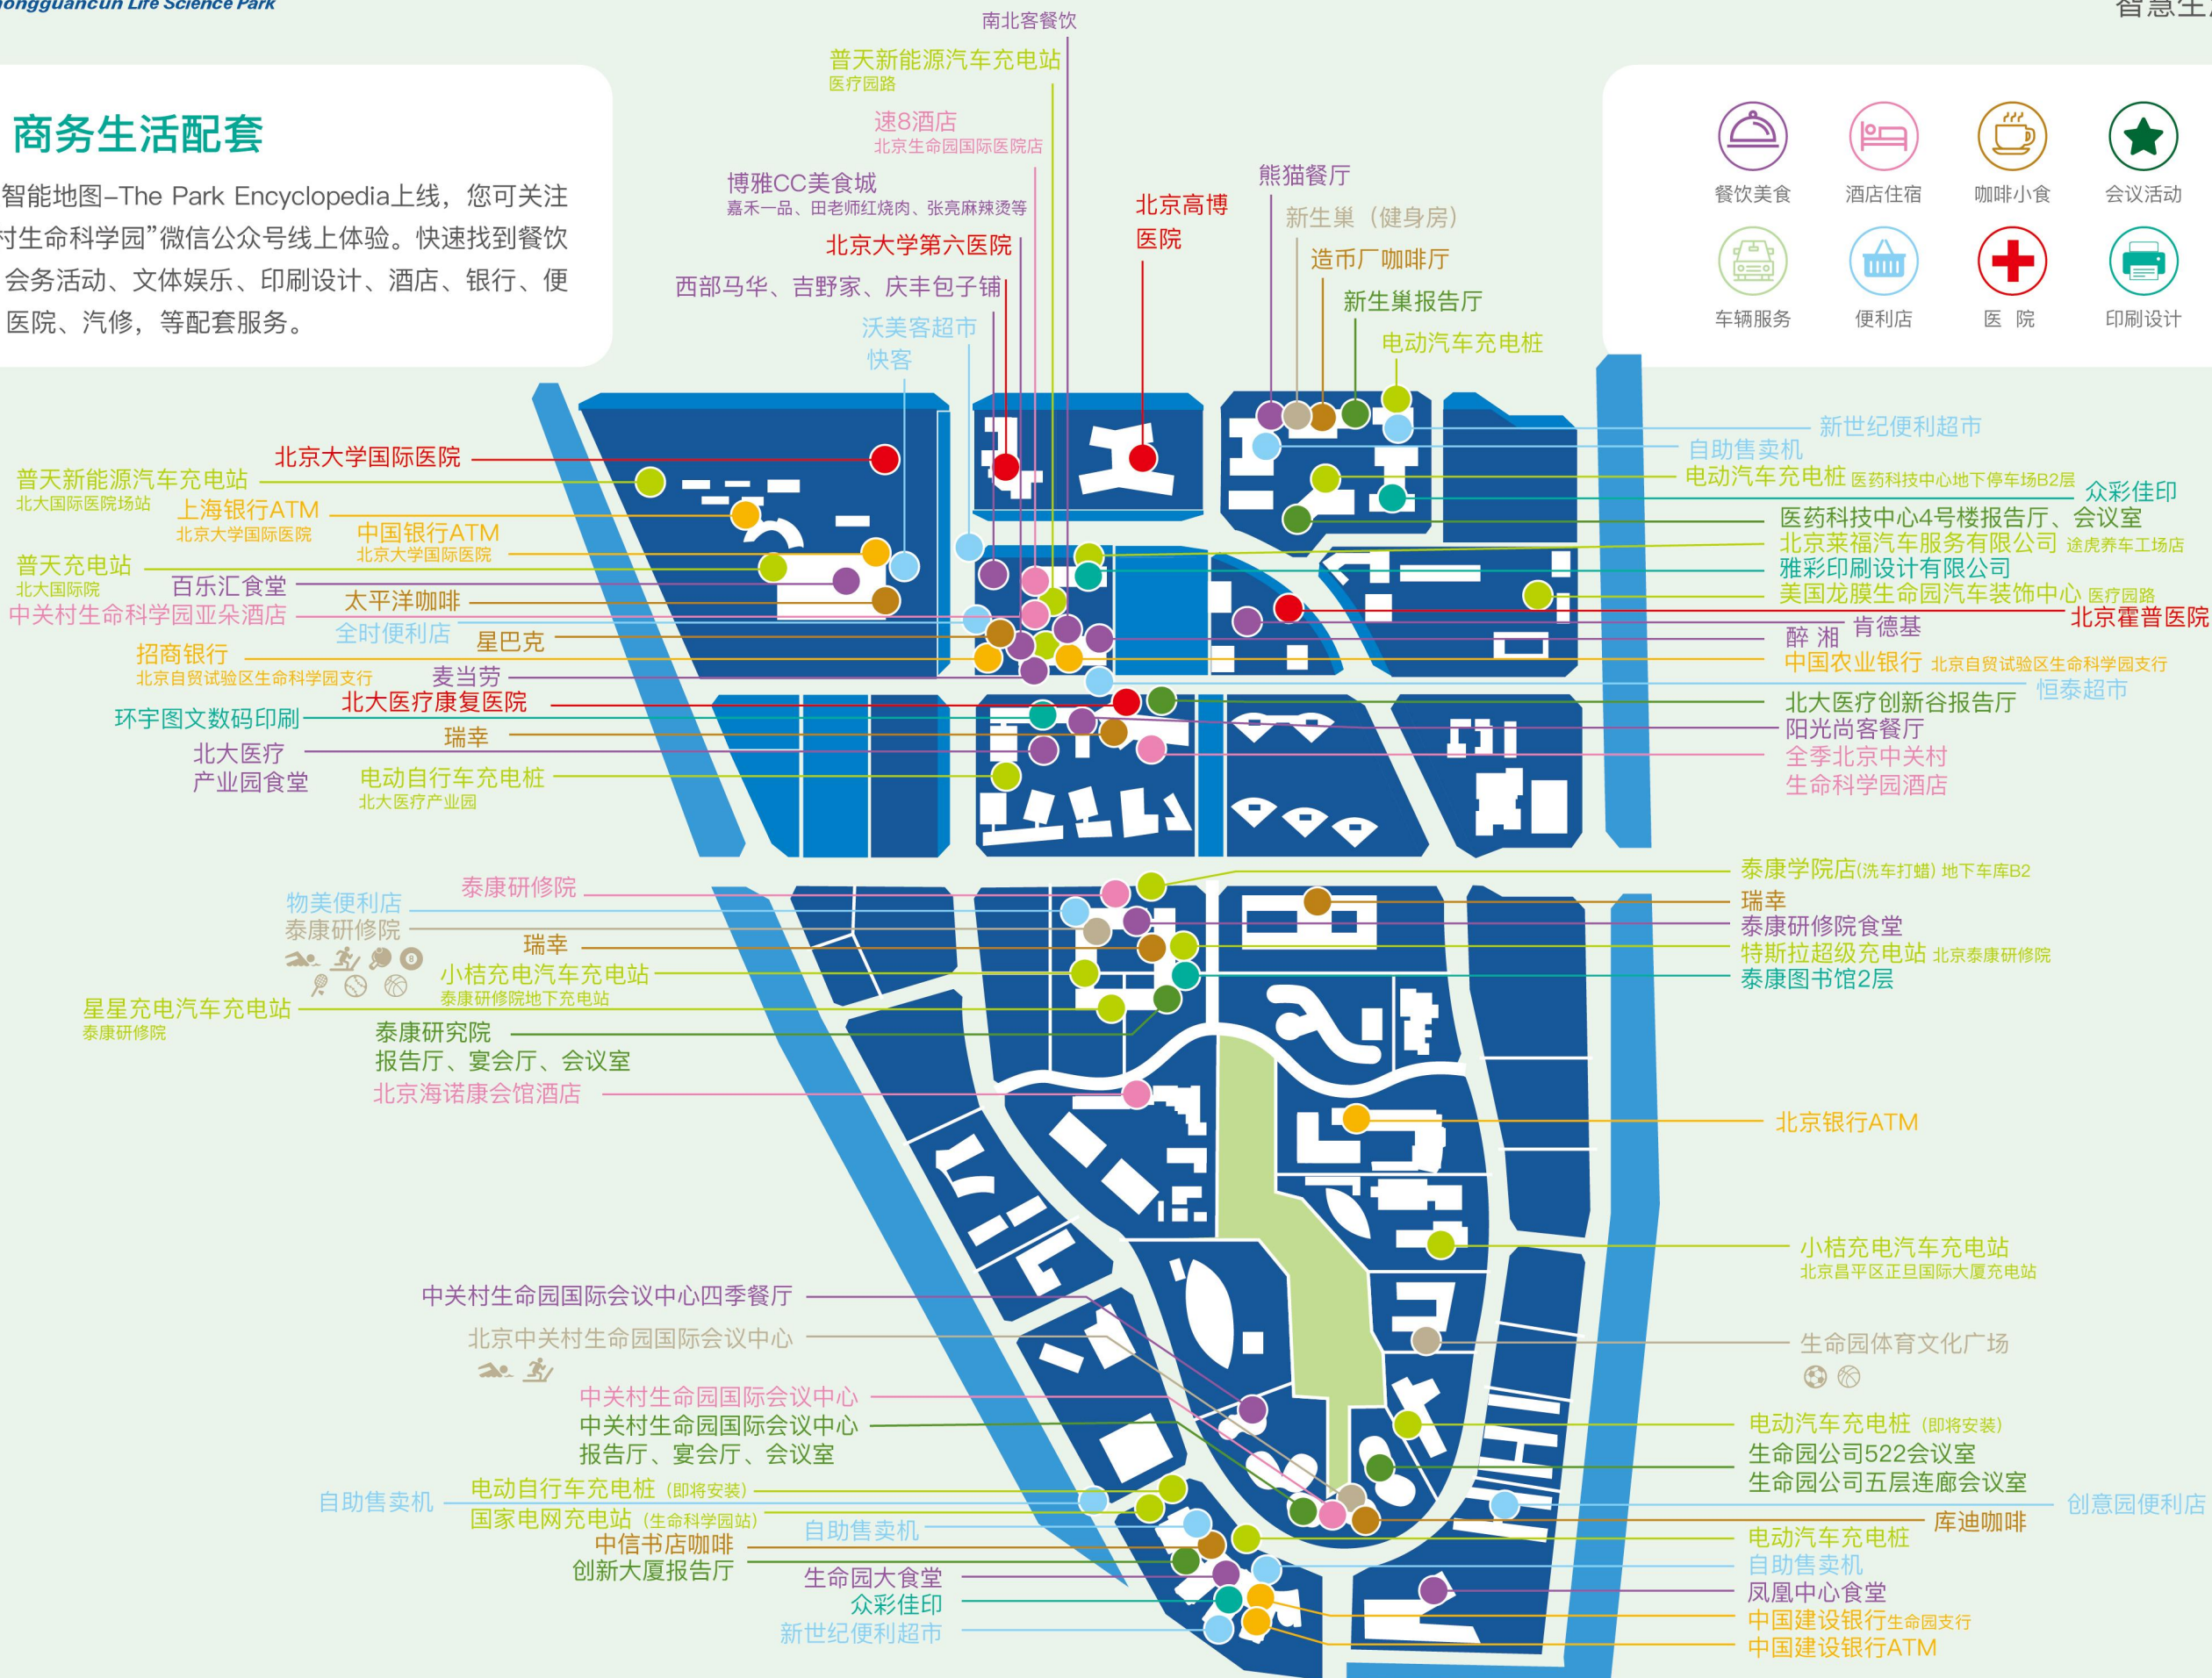 Zhongguancun Life Science Park
智慧生
商务生活配套
智能地图-The Park Encyclopedia上线，您可关注
村生命科学园”微信公众号线上体验。快速找到餐饮
会务活动、文体娱乐、印刷设计、酒店、银行、便
医院、汽修，等配套服务。
餐饮美食
酒店住宿
咖啡小食
会议活动
车辆服务
便利店
医 院
印刷设计
南北客餐饮
普天新能源汽车充电站
医疗园路
速8酒店
北京生命园国际医院店
博雅CC美食城
嘉禾一品、田老师红烧肉、张亮麻辣烫等
北京大学第六医院
西部马华、吉野家、庆丰包子铺
沃美客超市
快客
北京高博
医院
熊猫餐厅
新生巢（健身房）
造币厂咖啡厅
新生巢报告厅
电动汽车充电桩
北京大学国际医院
普天新能源汽车充电站
北大国际医院场站
上海银行ATM
北京大学国际医院
中国银行ATM
北京大学国际医院
普天充电站
北大国际院
百乐汇食堂
太平洋咖啡
中关村生命科学园亚朵酒店
全时便利店
星巴克
招商银行
北京自贸试验区生命科学园支行
麦当劳
北大医疗康复医院
环宇图文数码印刷
瑞幸
北大医疗
产业园食堂
电动自行车充电桩
北大医疗产业园
新世纪便利超市
自助售卖机
电动汽车充电桩 医药科技中心地下停车场B2层
众彩佳印
医药科技中心4号楼报告厅、会议室
北京莱福汽车服务有限公司 途虎养车工场店
雅彩印刷设计有限公司
美国龙膜生命园汽车装饰中心 医疗园路
北京霍普医院
肯德基
醉 湘
中国农业银行 北京自贸试验区生命科学园支行
恒泰超市
北大医疗创新谷报告厅
阳光尚客餐厅
全季北京中关村
生命科学园酒店
泰康研修院
物美便利店
泰康研修院
瑞幸
小桔充电汽车充电站
泰康研修院地下充电站
星星充电汽车充电站
泰康研修院
泰康研究院
报告厅、宴会厅、会议室
北京海诺康会馆酒店
泰康学院店(洗车打蜡) 地下车库B2
瑞幸
泰康研修院食堂
特斯拉超级充电站 北京泰康研修院
泰康图书馆2层
北京银行ATM
小桔充电汽车充电站
北京昌平区正旦国际大厦充电站
生命园体育文化广场
中关村生命园国际会议中心四季餐厅
北京中关村生命园国际会议中心
中关村生命园国际会议中心
中关村生命园国际会议中心
报告厅、宴会厅、会议室
电动自行车充电桩（即将安装）
自助售卖机
国家电网充电站（生命科学园站）
自助售卖机
中信书店咖啡
创新大厦报告厅
生命园大食堂
众彩佳印
新世纪便利超市
电动汽车充电桩（即将安装）
生命园公司522会议室
生命园公司五层连廊会议室
创意园便利店
库迪咖啡
电动汽车充电桩
自助售卖机
凤凰中心食堂
中国建设银行生命园支行
中国建设银行ATM